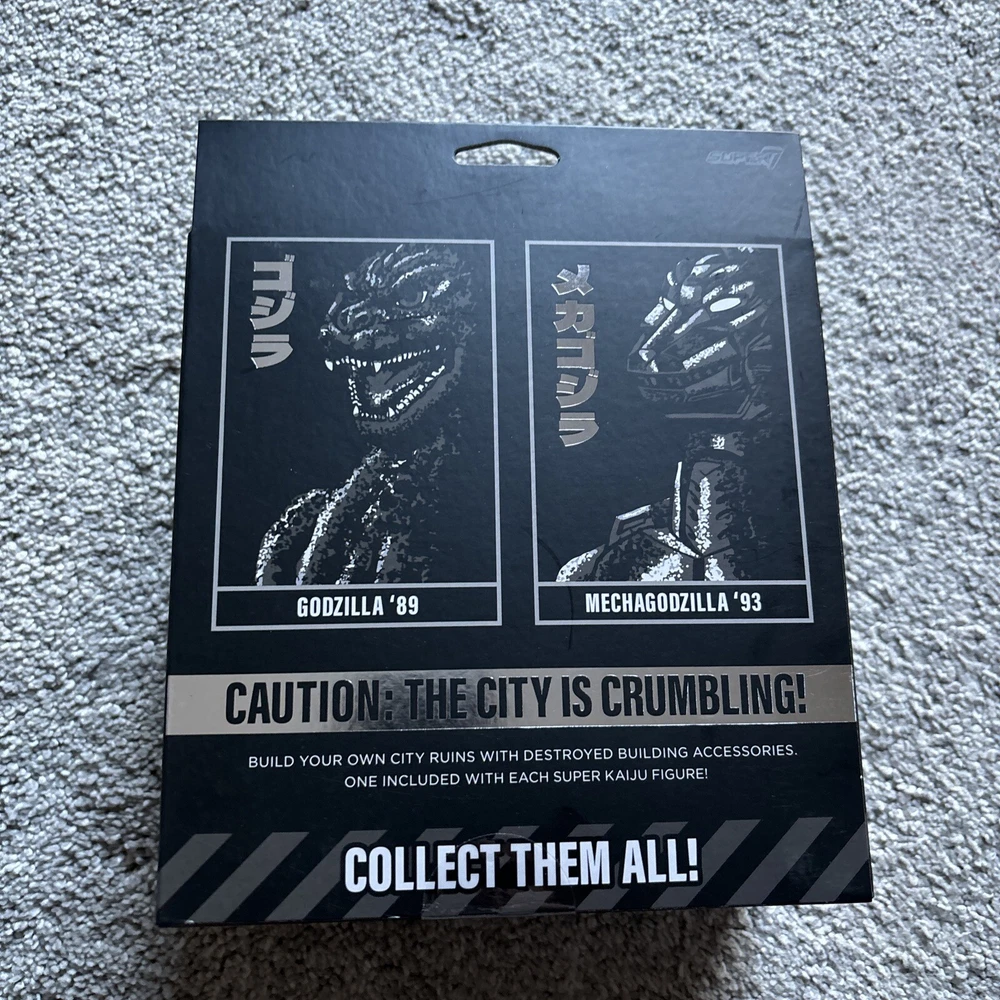 SUPER7
ゴジラ
メカゴジラ
GODZILLA ‘89
MECHAGODZILLA ‘93
CAUTION: THE CITY IS CRUMBLING!
BUILD YOUR OWN CITY RUINS WITH DESTROYED BUILDING ACCESSORIES.
ONE INCLUDED WITH EACH SUPER KAIJU FIGURE!
COLLECT THEM ALL!